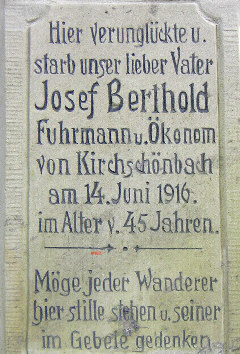 Hier verunglückte u.
starb unser lieber Vater
Josef Berthold
Fuhrmann u. Ökonom
von Kirchschönbach
am 14. Juni 1916.
im Alter v. 45 Jahren.
Möge jeder Wanderer
hier stille stehen u. seiner
im Gebete gedenken.